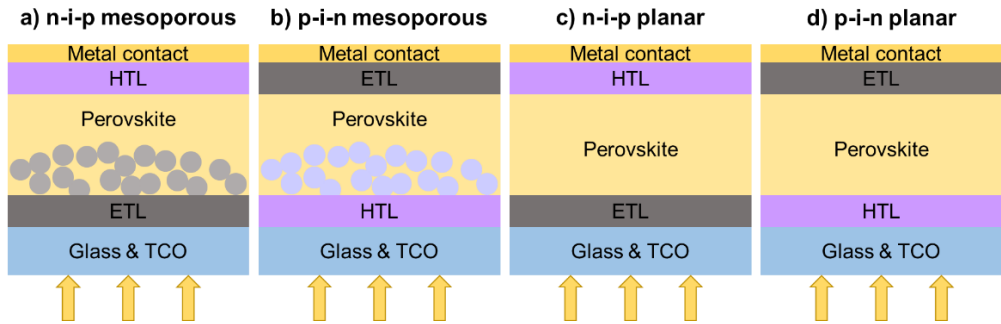 a) n-i-p mesoporous
Metal contact
HTL
Perovskite
ETL
Glass & TCO
b) p-i-n mesoporous
Metal contact
ETL
Perovskite
HTL
Glass & TCO
c) n-i-p planar
Metal contact
HTL
Perovskite
ETL
Glass & TCO
d) p-i-n planar
Metal contact
ETL
Perovskite
HTL
Glass & TCO